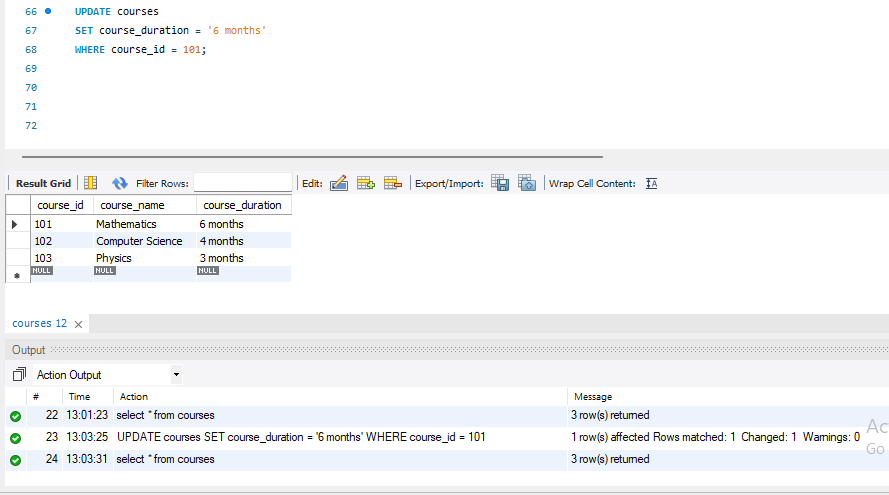 66 UPDATE courses
67 SET course_duration = '6 months'
68 WHERE course_id = 101;
69
70
71
72
Result Grid Filter Rows: Edit: Export/Import: Wrap Cell Content: IA
course_id course_name course_duration
101 Mathematics 6 months
102 Computer Science 4 months
103 Physics 3 months
NULL NULL NULL
courses 12
Output
Action Output
# Time Action Message
22 13:01:23 select * from courses 3 row(s) returned
23 13:03:25 UPDATE courses SET course_duration = '6 months' WHERE course_id = 101 1 row(s) affected Rows matched: 1 Changed: 1 Warnings: 0
Ac
24 13:03:31 select * from courses 3 row(s) returned
Go